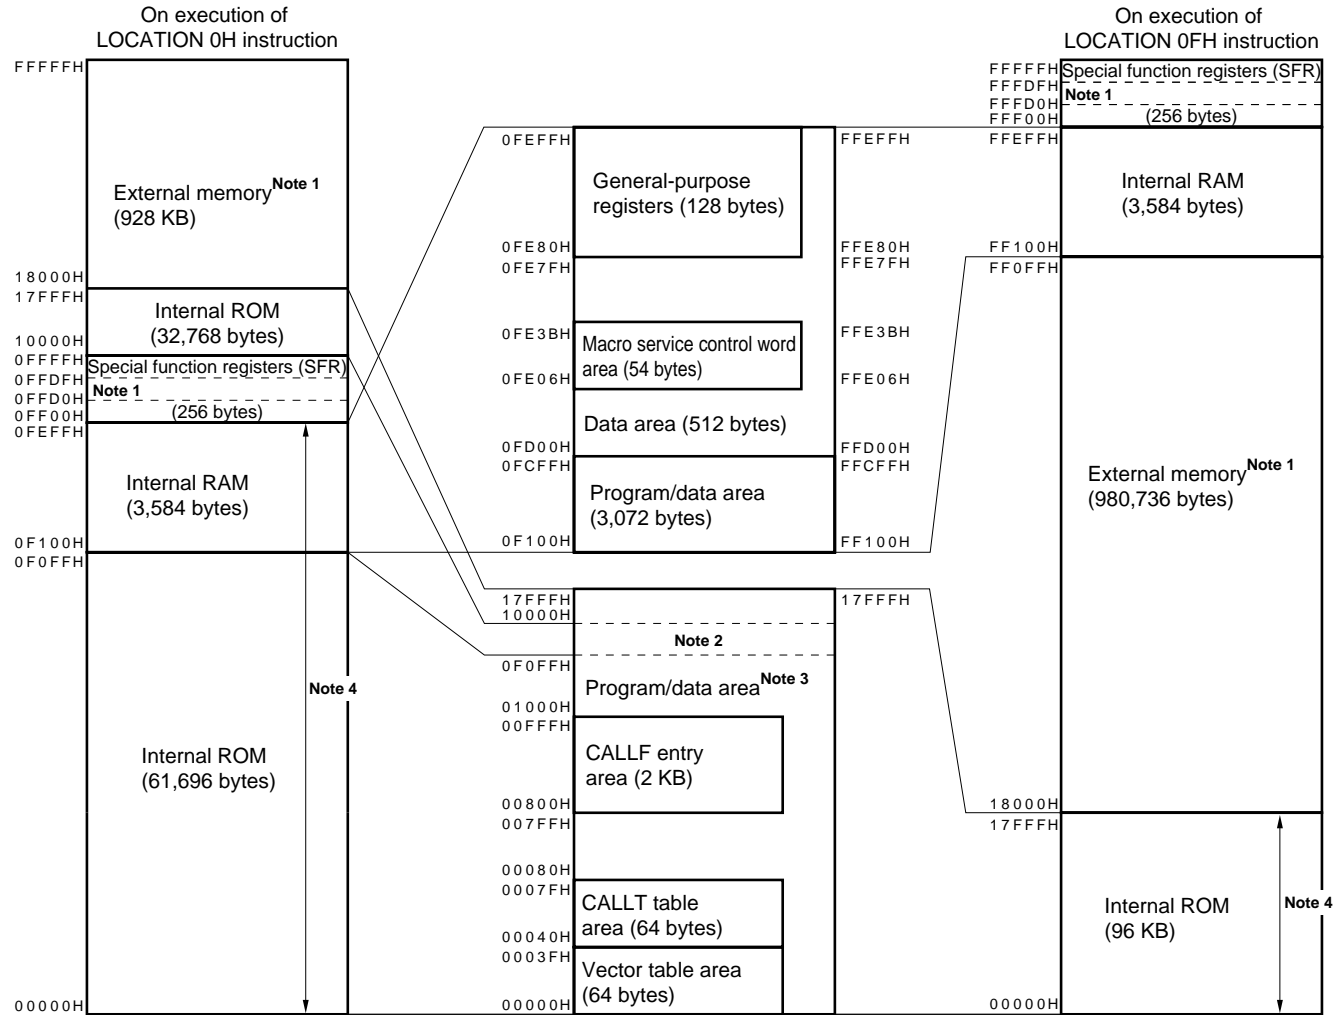 On execution of
LOCATION 0H instruction
FFFFFH
External memory Note 1
(928 KB)
18000H
17FFFH
Internal ROM
(32,768 bytes)
10000H
0FFFFH
Special function registers (SFR)
0FFDFH
Note 1
0FFD0H
0FF00H
(256 bytes)
0FEFFH
Internal RAM
(3,584 bytes)
0F100H
0F0FFH
Note 4
Internal ROM
(61,696 bytes)
00000H
0FEFFH
FFEFFH
General-purpose
registers (128 bytes)
0FE80H
FFE80H
0FE7FH
FFE7FH
0FE3BH
FFE3BH
Macro service control word
area (54 bytes)
0FE06H
FFE06H
Data area (512 bytes)
0FD00H
FFD00H
0FCFFH
FFCFFH
Program/data area
(3,072 bytes)
0F100H
FF100H
17FFFH
17FFFH
10000H
Note 2
0F0FFH
Program/data area Note 3
01000H
00FFFH
CALLF entry
area (2 KB)
00800H
007FFH
00080H
0007FH
CALLT table
area (64 bytes)
00040H
0003FH
Vector table area
(64 bytes)
00000H
On execution of
LOCATION 0FH instruction
FFFFFH
Special function registers (SFR)
FFFDFH
Note 1
FFFD0H
FFF00H
(256 bytes)
FFEFFH
Internal RAM
(3,584 bytes)
FF100H
FF0FFH
External memory Note 1
(980,736 bytes)
18000H
17FFFH
Note 4
Internal ROM
(96 KB)
00000H